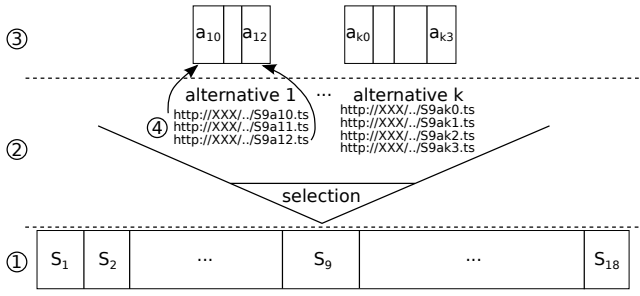 ③ a10 a12 ak0 ak3
alternative 1 ... alternative k
④ http://XXX/../S9a10.ts http://XXX/../S9ak0.ts
http://XXX/../S9a11.ts http://XXX/../S9ak1.ts
http://XXX/../S9a12.ts http://XXX/../S9ak2.ts
http://XXX/../S9ak3.ts
②
selection
① S1 S2 ... S9 ... S18